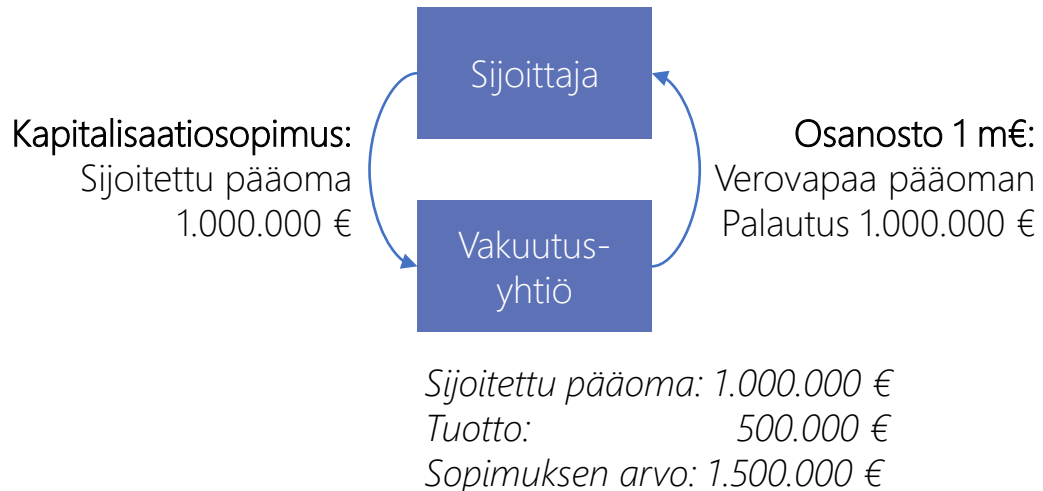 Sijoittaja
Kapitalisaatiosopimus:
Sijoitettu pääoma
1.000.000 €
Osanosto 1 m€:
Verovapaa pääoman
Palautus 1.000.000 €
Vakuutus-
yhtiö
Sijoitettu pääoma: 1.000.000 €
Tuotto: 500.000 €
Sopimuksen arvo: 1.500.000 €